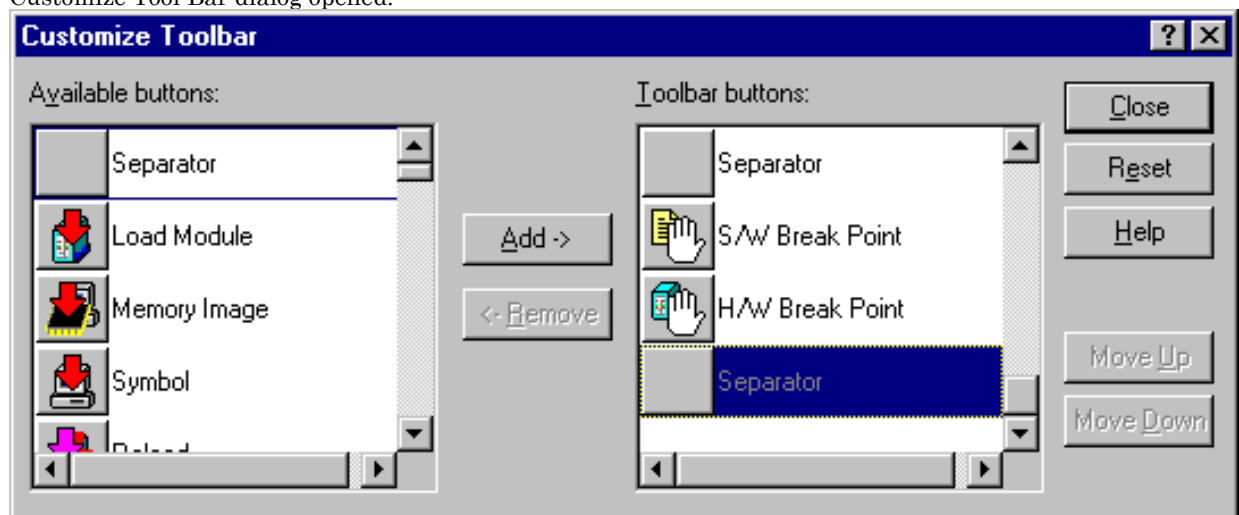 Customize Tool Bar dialog opened.
Customize Toolbar
Available buttons:
Separator
Load Module
Memory Image
Symbol
Reload
Add ->
<- Remove
Toolbar buttons:
Separator
S/W Break Point
H/W Break Point
Separator
Close
Reset
Help
Move Up
Move Down